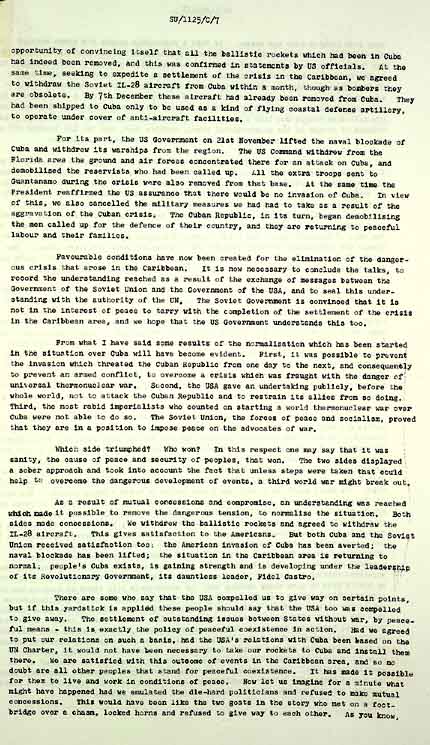 SU/1125/C/7
opportunity of convincing itself that all the ballistic rockets which had been in Cuba
had indeed been removed, and this was confirmed in statements by US officials. At the
same time, seeking to expedite a settlement of the crisis in the Caribbean, we agreed
to withdraw the Soviet IL-28 aircraft from Cuba within a month, though as bombers they
are obsolete. By 7th December these aircraft had already been removed from Cuba. They
had been shipped to Cuba only to be used as a kind of flying coastal defence artillery,
to operate under cover of anti-aircraft facilities.
For its part, the US Government on 21st November lifted the naval blockade of
Cuba and withdrew its warships from the region. The US Command withdrew from the
Florida area the ground and air forces concentrated there for an attack on Cuba, and
demobilised the reservists who had been called up. All the extra troops sent to
Guantanamo during the crisis were also removed from that base. At the same time the
President reaffirmed the US assurance that there would be no invasion of Cuba. In view
of this, we also cancelled the military measures we had had to take as a result of the
aggravation of the Cuban crisis. The Cuban Republic, in its turn, began demobilising
the men called up for the defence of their country, and they are returning to peaceful
labour and their families.
Favourable conditions have now been created for the elimination of the danger-
ous crisis that arose in the Caribbean. It is now necessary to conclude the talks, to
record the understanding reached as a result of the exchange of messages between the
Government of the Soviet Union and the Government of the USA, and to seal this under-
standing with the authority of the UN. The Soviet Government is convinced that it is
not in the interest of peace to tarry with the completion of the settlement of the crisis
in the Caribbean area, and we hope that the US Government understands this too.
From what I have said some results of the normalisation which has been started
in the situation over Cuba will have become evident. First, it was possible to prevent
the invasion which threated the Cuban Republic from one day to the next, and consequently
to prevent an armed conflict, to overcome a crisis which was fraught with the danger of
universal thermonuclear war. Second, the USA gave an undertaking publicly, before the
whole world, not to attack the Cuban Republic and to restrain its allies from so doing.
Third, the most rabid imperialists who counted on starting a world thermonuclear war over
Cuba were not able to do so. The Soviet Union, the forces of peace and socialism, proved
that they are in a position to impose peace on the advocates of war.
Which side triumphed? Who won? In this respect one may say that it was
sanity, the cause of peace and security of peoples, that won. The two sides displayed
a sober approach and took into account the fact that unless steps were taken that could
help to overcome the dangerous development of events, a third world war might break out.
As a result of mutual concessions and compromise, an understanding was reached
which made it possible to remove the dangerous tension, to normalise the situation. Both
sides made concessions. We withdrew the ballistic rockets and agreed to withdraw the
IL-28 aircraft. This gives satisfaction to the Americans. But both Cuba and the Soviet
Union received satisfaction too: the American invasion of Cuba has been averted; the
naval blockade has been lifted; the situation in the Caribbean area is returning to
normal; people's Cuba exists, is gaining strength and is developing under the leadership
of its Revolutionary Government, its dauntless leader, Fidel Castro.
There are some who say that the USA compelled us to give way on certain points,
but if this yardstick is applied these people should say that the USA too was compelled
to give away. The settlement of outstanding issues between States without war, by peace-
ful means - this is exactly the policy of peaceful coexistence in action. Had we agreed
to put our relations on such a basis, had the USA's relations with Cuba been based on the
UN Charter, it would not have been necessary to take our rockets to Cuba and install them
there. We are satisfied with this outcome of events in the Caribbean area, and so no
doubt are all other peoples that stand for peaceful coexistence. It has made it possible
for them to live and work in conditions of peace. Now let us imagine for a minute what
might have happened had we emulated the die-hard politicians and refused to make mutual
concessions. This would have been like the two goats in the story who met on a foot-
bridge over a chasm, locked horns and refused to give way to each other. As you know,